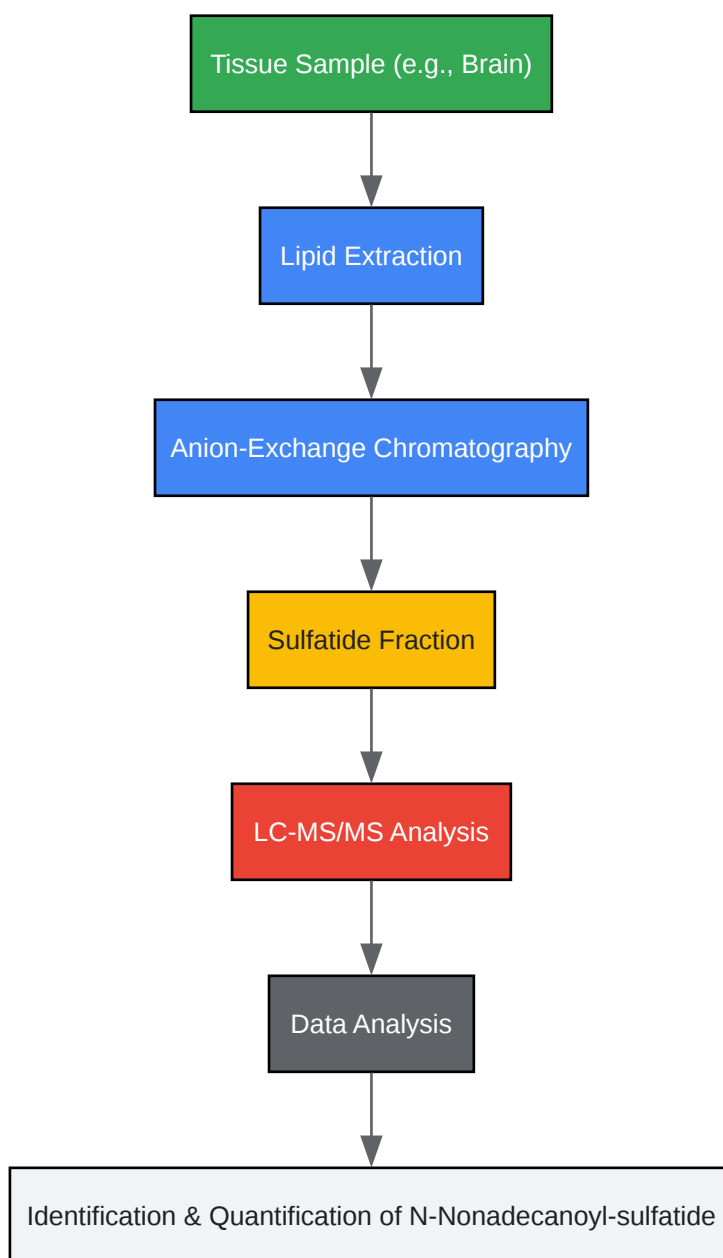 Tissue Sample (e.g., Brain)
Lipid Extraction
Anion-Exchange Chromatography
Sulfatide Fraction
LC-MS/MS Analysis
Data Analysis
Identification & Quantification of N-Nonadecanoyl-sulfatide